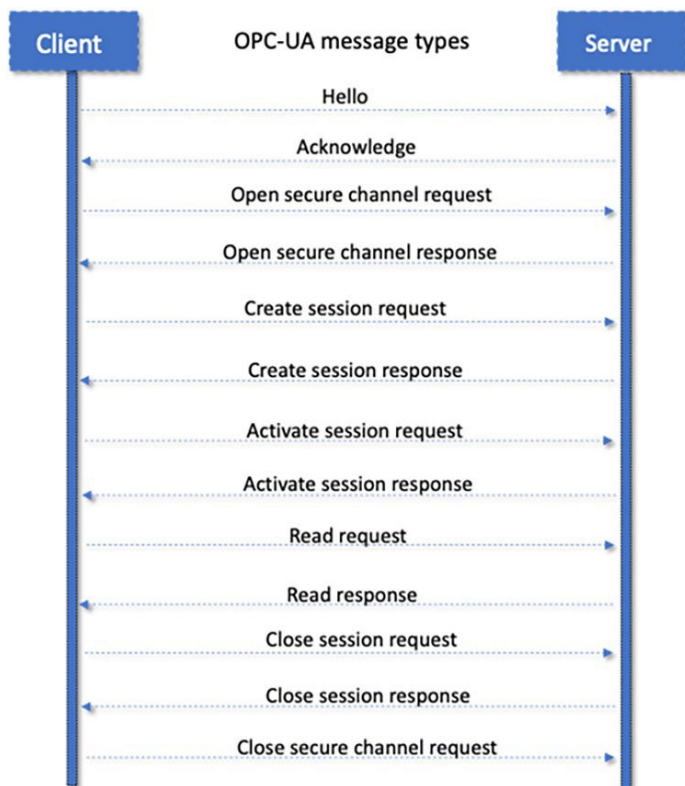 Client
OPC-UA message types
Server
Hello
Acknowledge
Open secure channel request
Open secure channel response
Create session request
Create session response
Activate session request
Activate session response
Read request
Read response
Close session request
Close session response
Close secure channel request